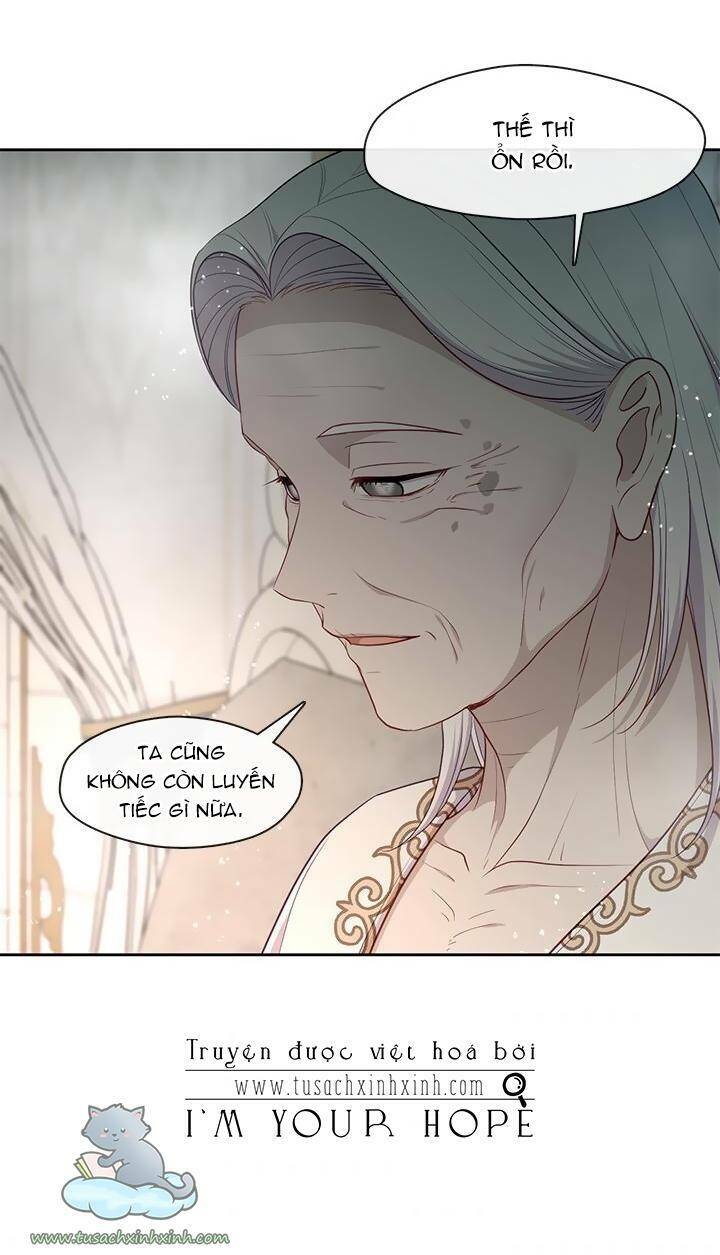 THẾ THÌ
ỔN RỒI.
TA CŨNG
KHÔNG CÒN LUYẾN
TIẾC GÌ NỮA.
Truyện được việt hoá bởi
www.tusachxinhxinh.com
I'M YOUR HOPE
www.tusachxinhxinh.com